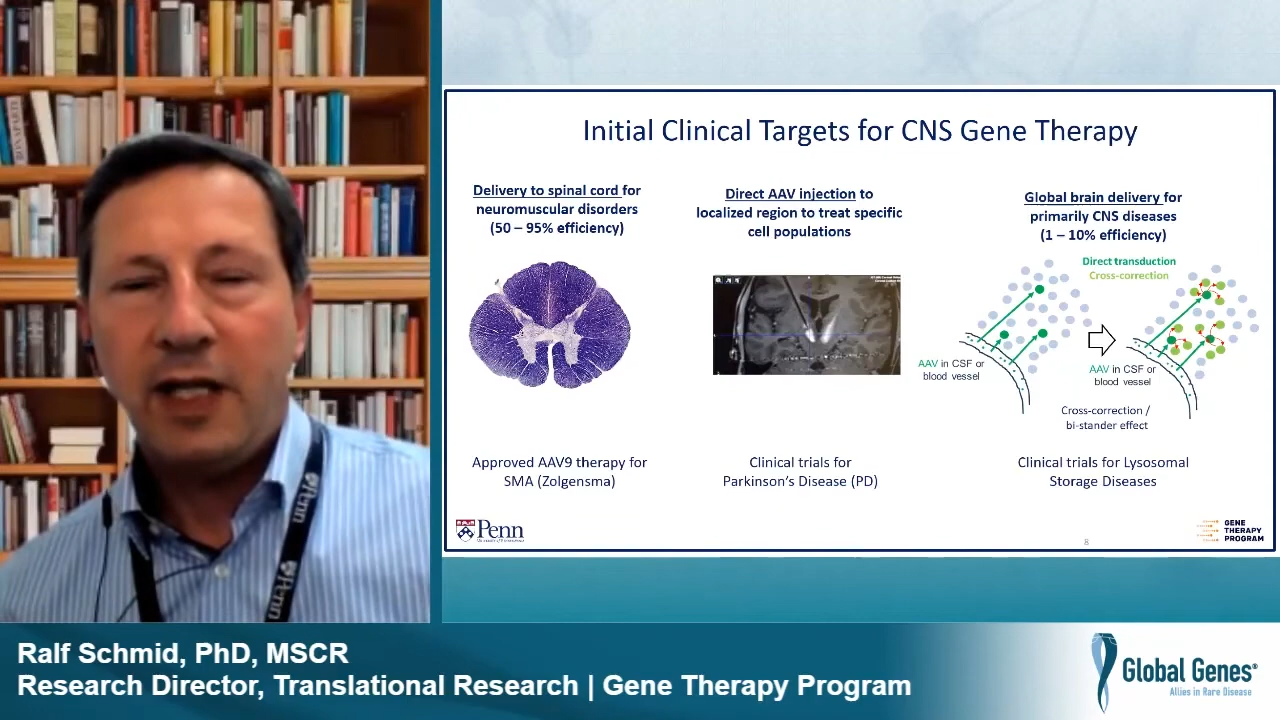 Initial Clinical Targets for CNS Gene Therapy
Delivery to spinal cord for
neuromuscular disorders
(50 – 95% efficiency)
Direct AAV injection to
localized region to treat specific
cell populations
Global brain delivery for
primarily CNS diseases
(1 – 10% efficiency)
Direct transduction
Cross-correction
AAV in CSF or
blood vessel
AAV in CSF or
blood vessel
Cross-correction /
bi-stander effect
Approved AAV9 therapy for
SMA (Zolgensma)
Clinical trials for
Parkinson's Disease (PD)
Clinical trials for Lysosomal
Storage Diseases
Penn
8
GENE
THERAPY
PROGRAM
BONAPARTE
Penn
Penn
Ralf Schmid, PhD, MSCR
Research Director, Translational Research | Gene Therapy Program
Global Genes®
Allies in Rare Disease